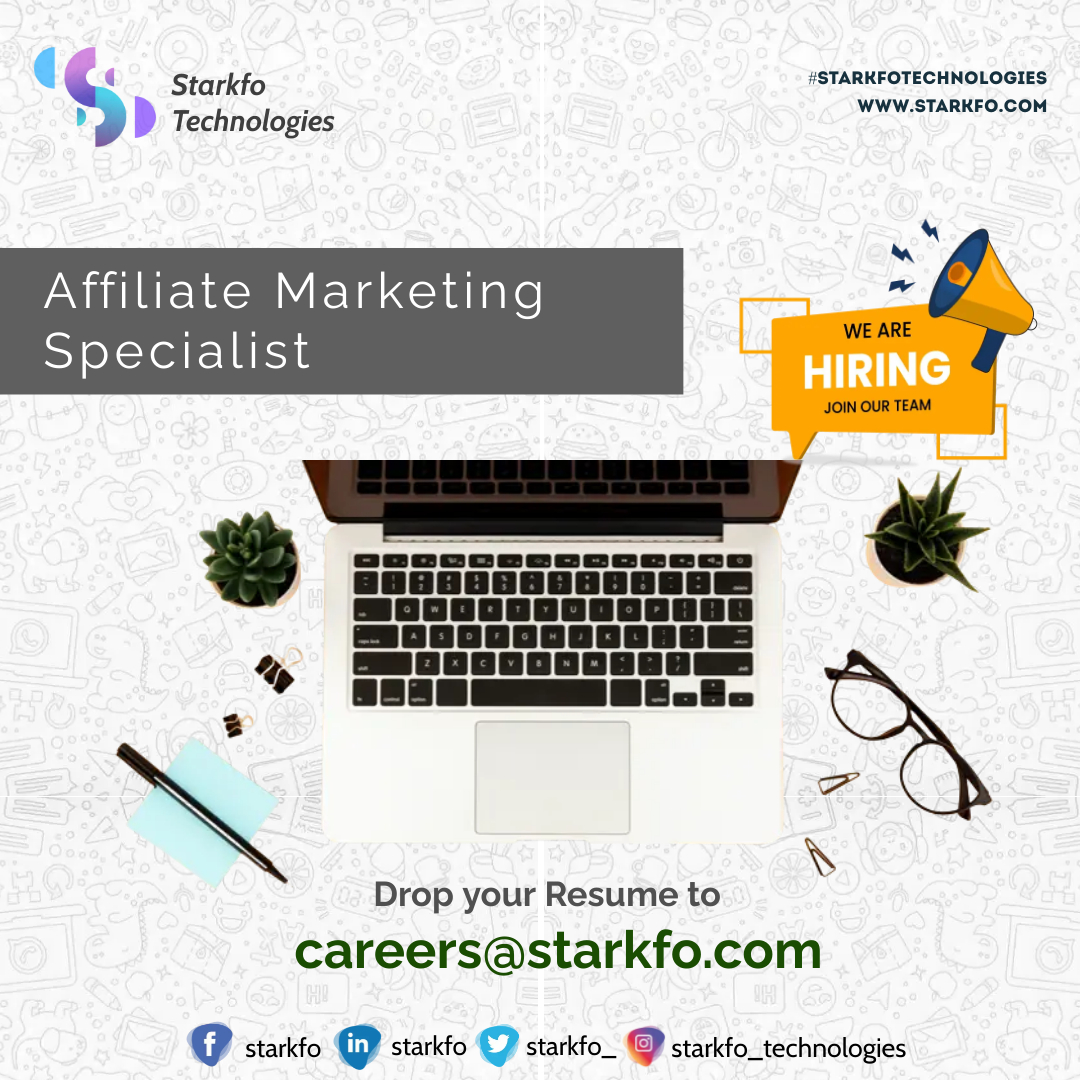 Starkfo
Technologies
#STARKFOTECHNOLOGIES
WWW.STARKFO.COM
Affiliate Marketing
Specialist
WE ARE
HIRING
JOIN OUR TEAM
Drop your Resume to
careers@starkfo.com
starkfo
starkfo
starkfo_
starkfo_technologies